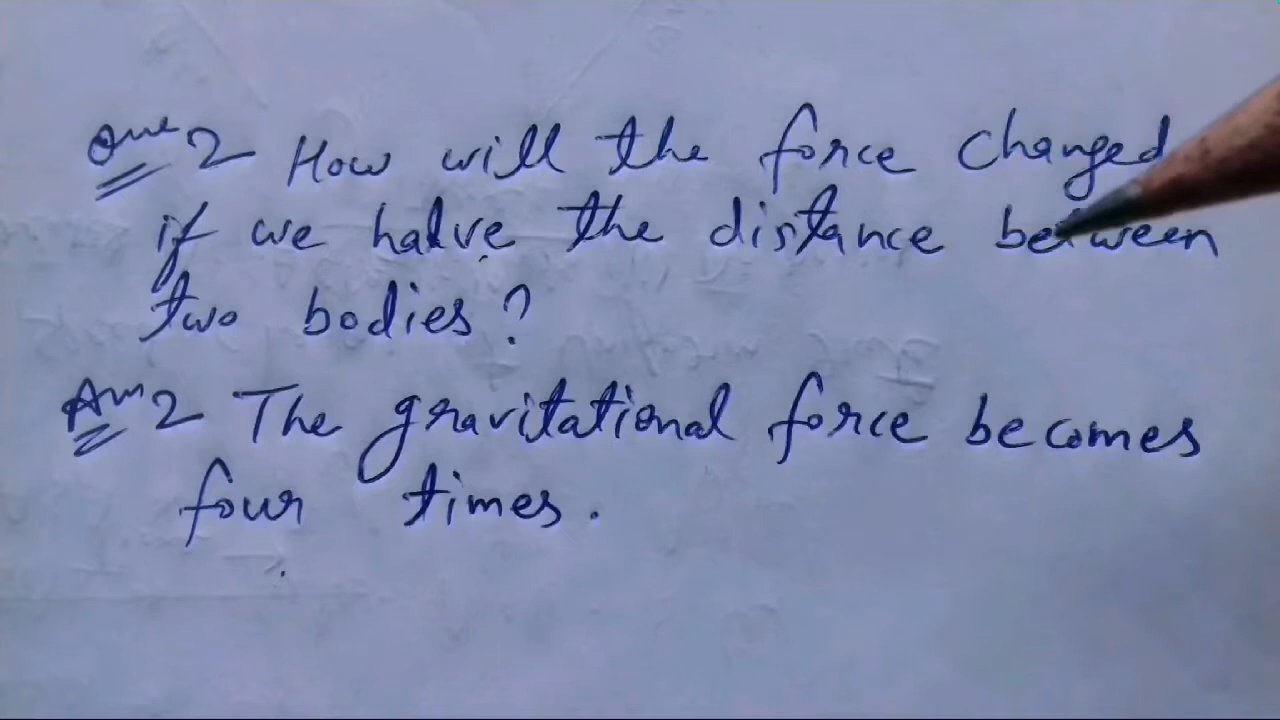 Que 2 How will the force changed
if we halve the distance between
two bodies?
Ans 2 The gravitational force becomes
four times.